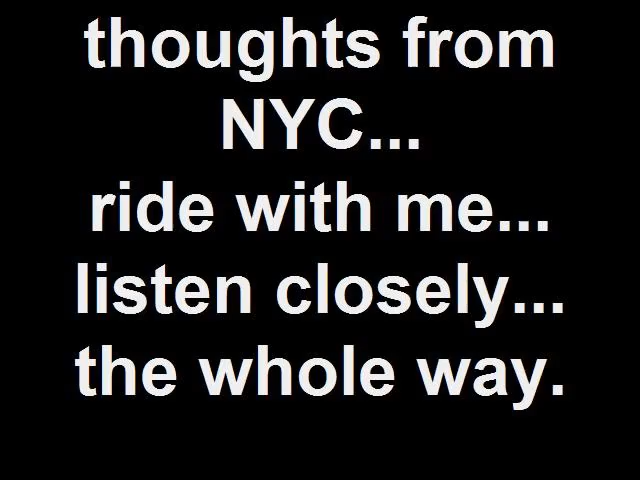 thoughts from
NYC...
ride with me...
listen closely...
the whole way.